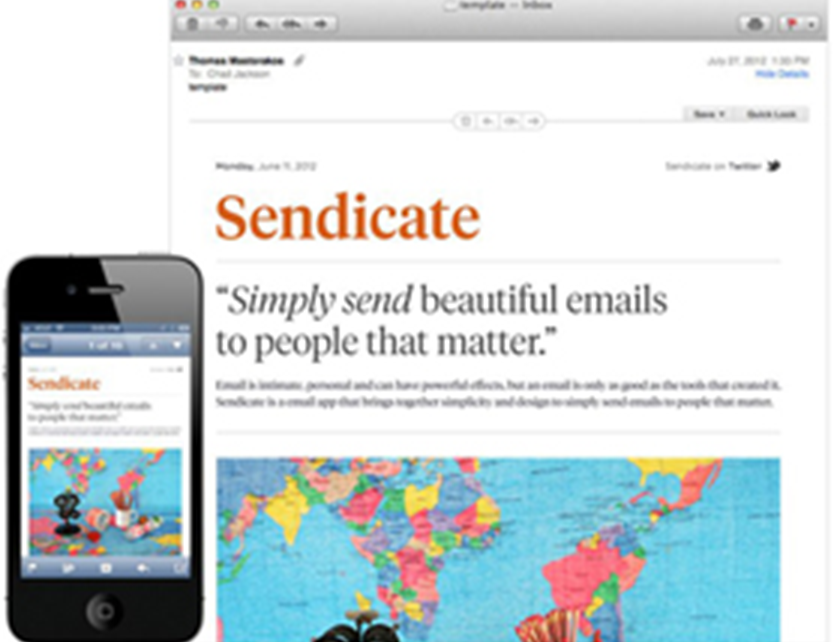 template — Inbox
Thomas Mastorakos
To: Chad Jackson
template
July 27, 2012 1:30 PM
Hide Details
Save
Quick Look
Monday, June 11, 2012
Sendicate on Twitter
Sendicate
“Simply send beautiful emails
to people that matter.”
Email is intimate, personal and can have powerful effects, but an email is only as good as the tools that created it.
Sendicate is a email app that brings together simplicity and design to simply send emails to people that matter.
Sendicate
“Simply send beautiful emails
to people that matter.”